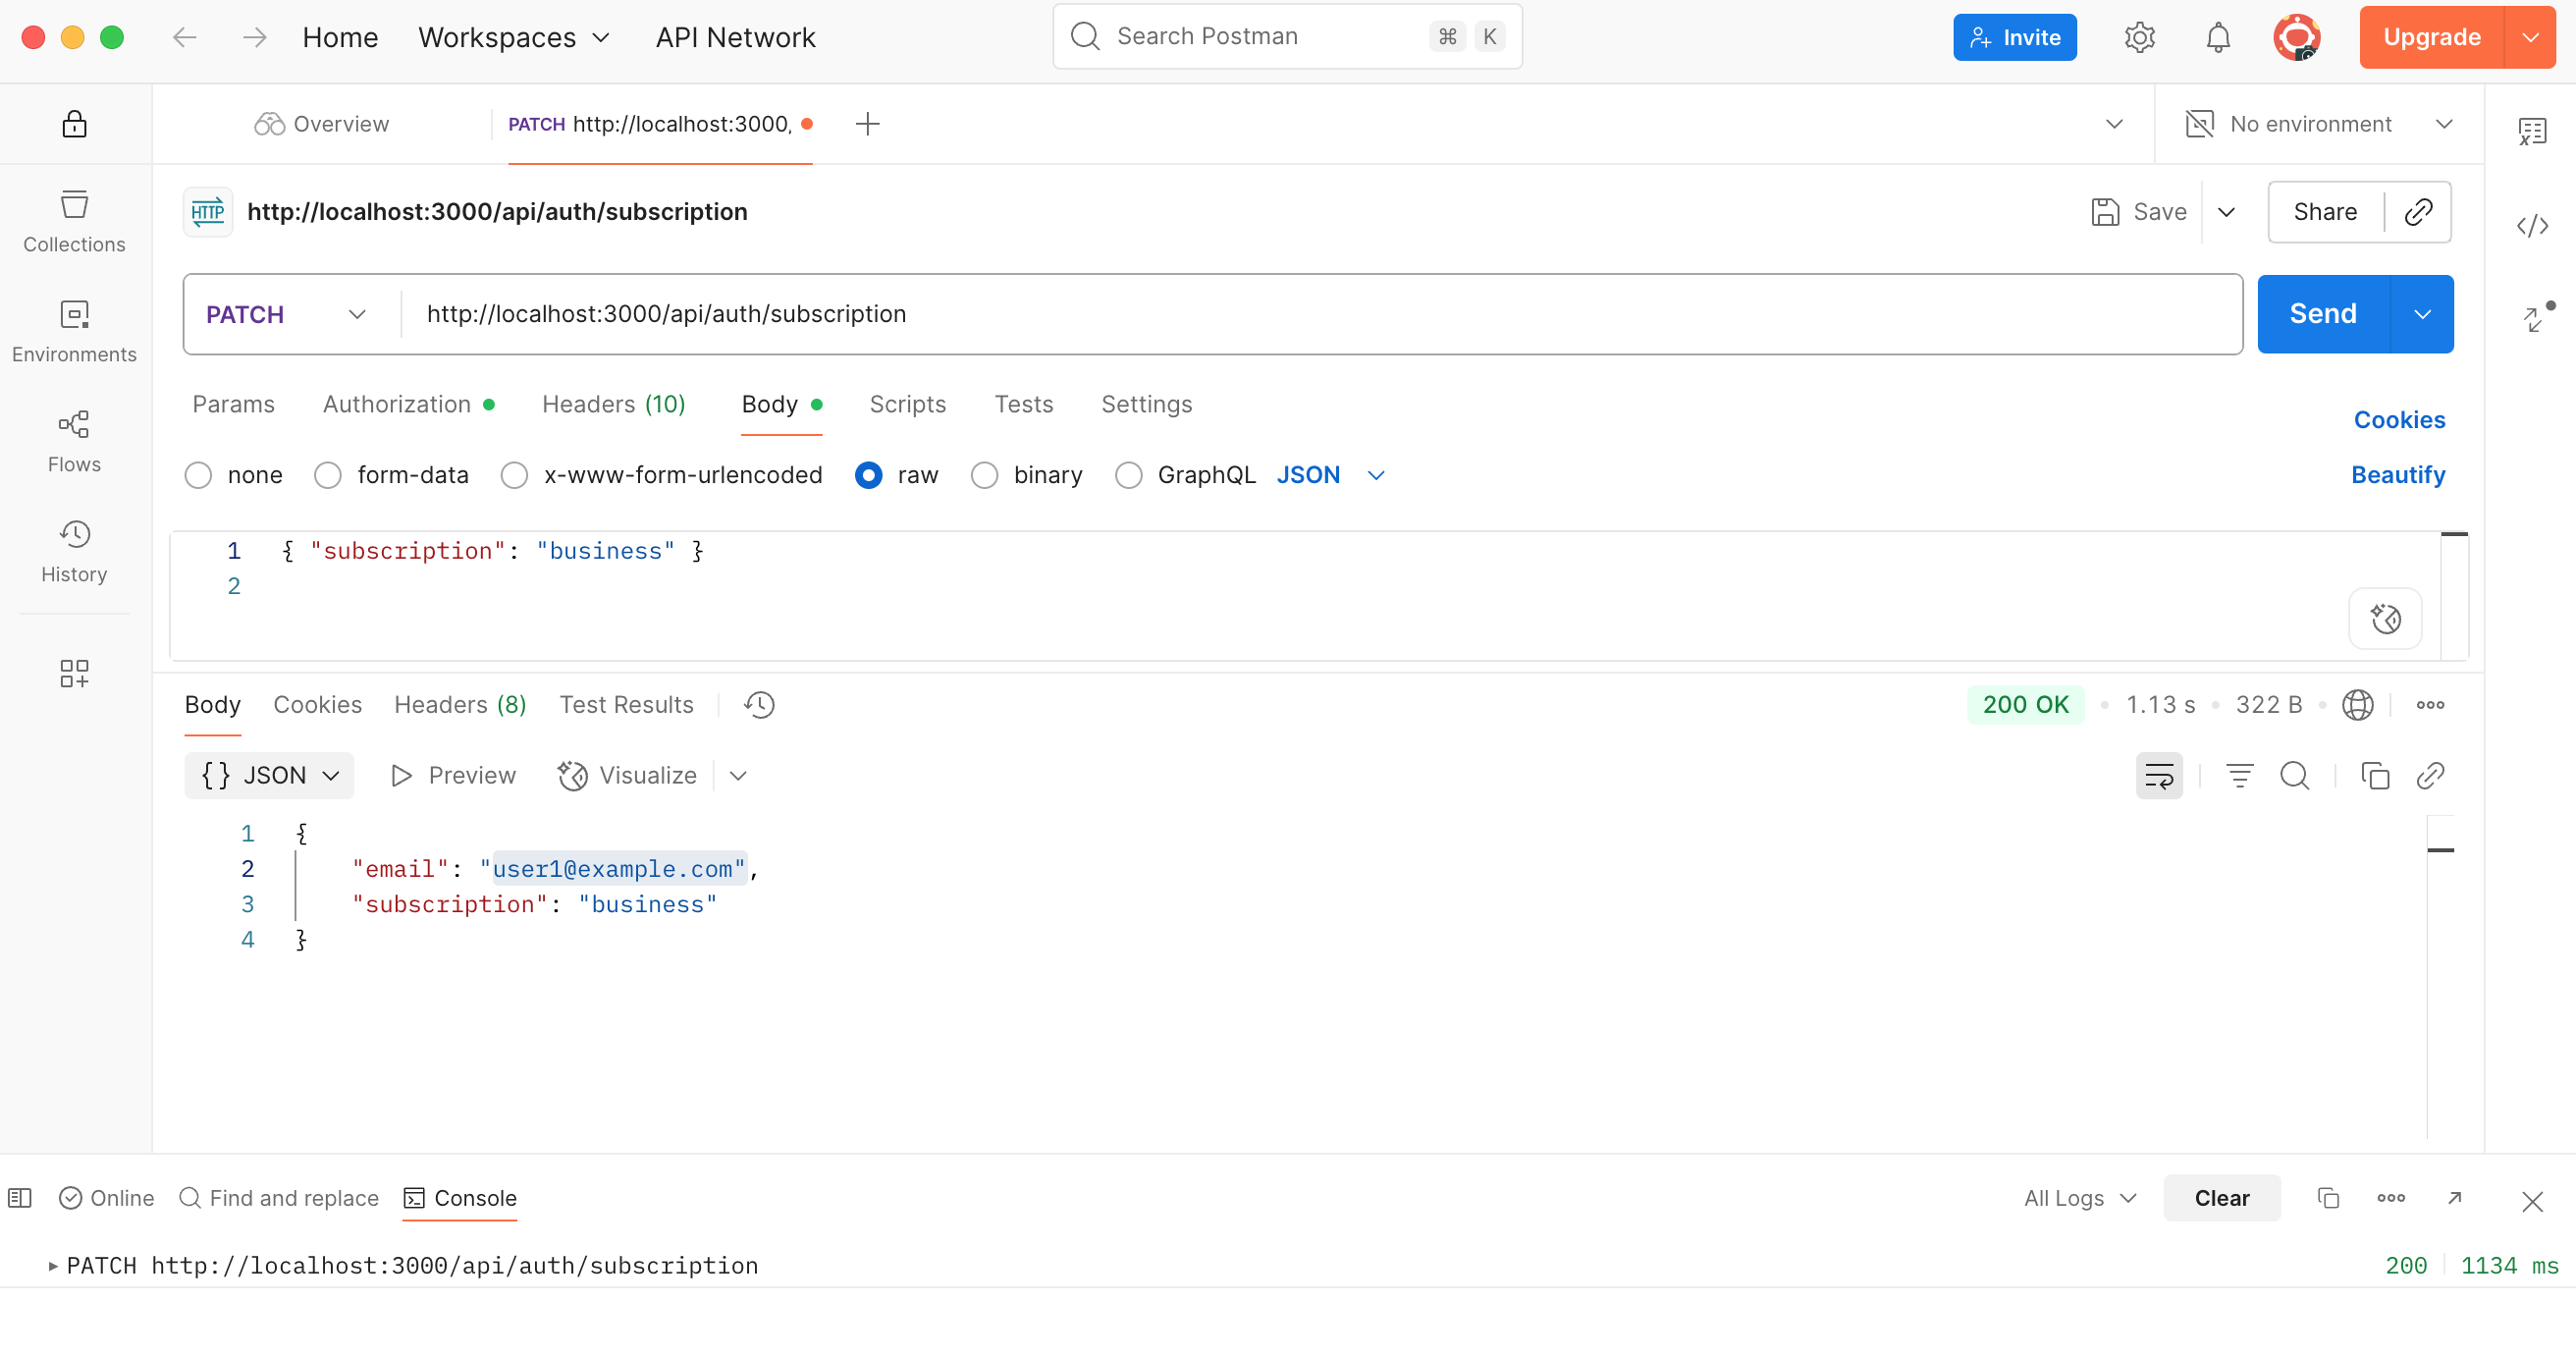 Home Workspaces API Network Search Postman ⌘ K Invite Upgrade
Overview PATCH http://localhost:3000, No environment
HTTP http://localhost:3000/api/auth/subscription Save Share
PATCH http://localhost:3000/api/auth/subscription Send
Params Authorization Headers (10) Body Scripts Tests Settings Cookies
none form-data x-www-form-urlencoded raw binary GraphQL JSON Beautify
1 { "subscription": "business" }
2
Collections
Environments
Flows
History
Body Cookies Headers (8) Test Results 200 OK 1.13 s 322 B
{} JSON Preview Visualize
1 {
2 "email": "user1@example.com",
3 "subscription": "business"
4 }
Online Find and replace Console All Logs Clear
PATCH http://localhost:3000/api/auth/subscription 200 1134 ms